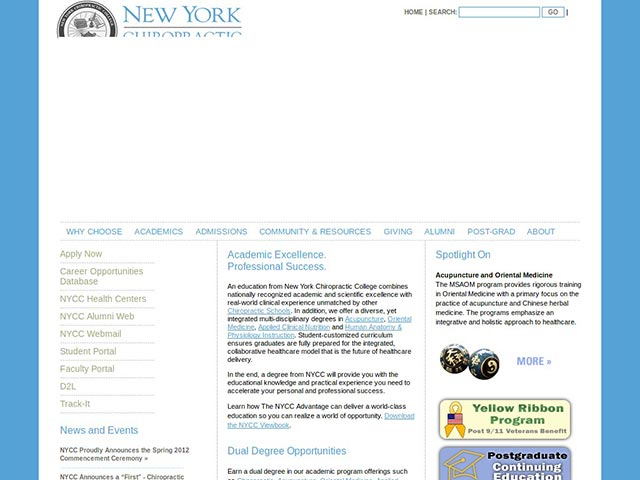 NEW YORK
CHIROPRACTIC
HOME | SEARCH: GO |
WHY CHOOSE ACADEMICS ADMISSIONS COMMUNITY & RESOURCES GIVING ALUMNI POST-GRAD ABOUT
Apply Now
Career Opportunities
Database
NYCC Health Centers
NYCC Alumni Web
NYCC Webmail
Student Portal
Faculty Portal
D2L
Track-It
News and Events
NYCC Proudly Announces the Spring 2012
Commencement Ceremony »
NYCC Announces a “First” - Chiropractic
Academic Excellence.
Professional Success.
An education from New York Chiropractic College combines
nationally recognized academic and scientific excellence with
real-world clinical experience unmatched by other
Chiropractic Schools. In addition, we offer a diverse, yet
integrated multi-disciplinary degrees in Acupuncture, Oriental
Medicine, Applied Clinical Nutrition and Human Anatomy &
Physiology Instruction. Student-customized curriculum
ensures graduates are fully prepared for the integrated,
collaborative healthcare model that is the future of healthcare
delivery.
In the end, a degree from NYCC will provide you with the
educational knowledge and practical experience you need to
accelerate your personal and professional success.
Learn how The NYCC Advantage can deliver a world-class
education so you can realize a world of opportunity. Download
the NYCC Viewbook.
Dual Degree Opportunities
Earn a dual degree in our academic program offerings such
as Chiropractic, Acupuncture, Oriental Medicine, Applied
Spotlight On
Acupuncture and Oriental Medicine
The MSAOM program provides rigorous training
in Oriental Medicine with a primary focus on the
practice of acupuncture and Chinese herbal
medicine. The programs emphasize an
integrative and holistic approach to healthcare.
MORE »
Yellow Ribbon
Program
Post 9/11 Veterans Benefit
Postgraduate
Continuing
Education